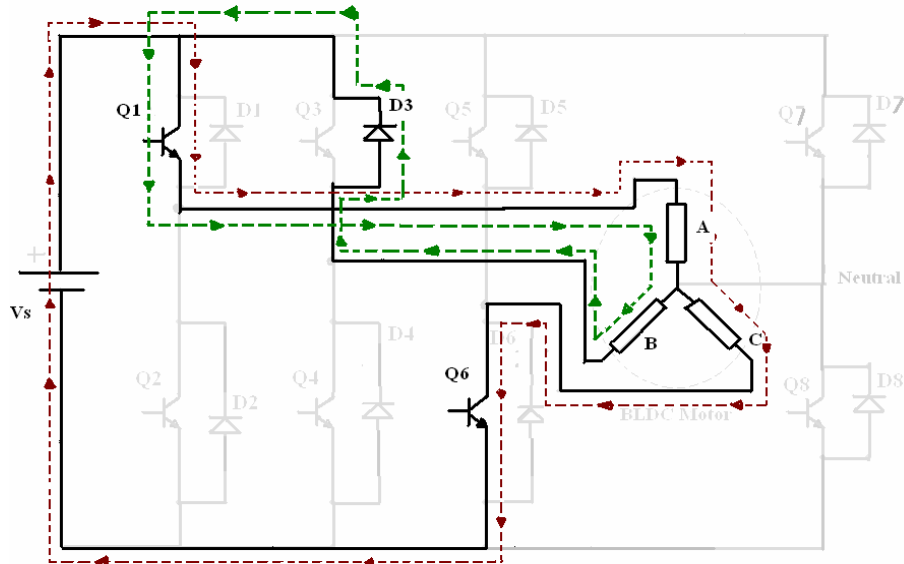 Q1
D1
Q3
D3
Q5
D5
Q7
D7
+
Vs
A
Neutral
B
C
Q2
D2
Q4
D4
Q6
D6
BLDC Motor
Q8
D8